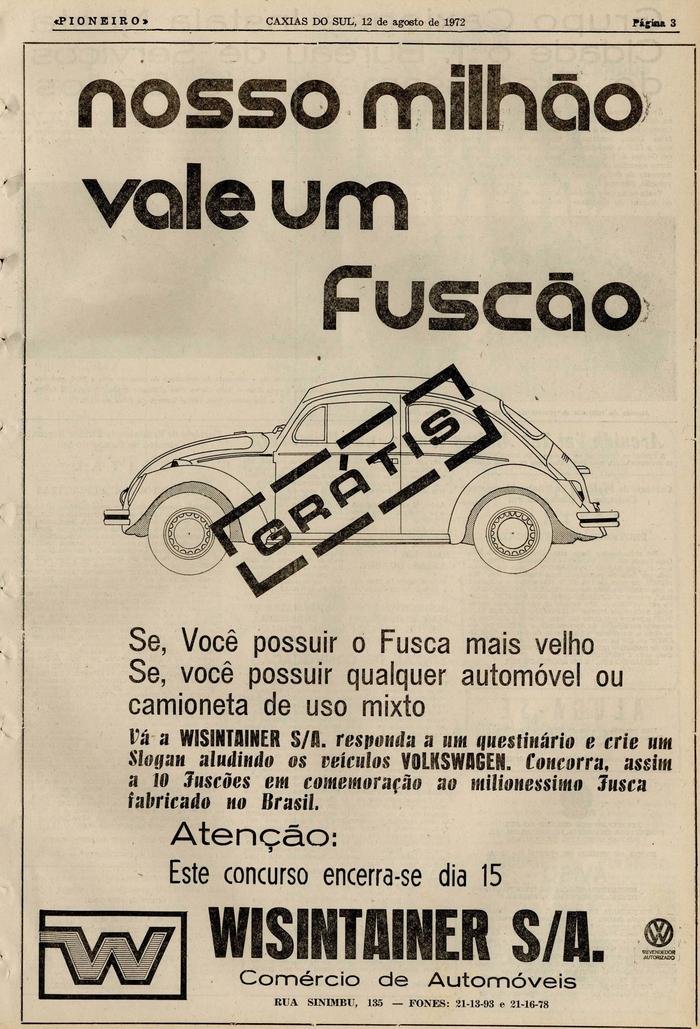 «PIONEIRO» CAXIAS DO SUL, 12 de agosto de 1972 Página 3
nosso milhão
vale um
Fuscão
GRÁTIS
Se, Você possuir o Fusca mais velho
Se, você possuir qualquer automóvel ou
camioneta de uso mixto
Vá a WISINTAINER S/A. responda a um questinário e crie um
Slogan aludindo os veículos VOLKSWAGEN. Concorra, assim
a 10 Fuscões em comemoração ao milionessimo Fusca
fabricado no Brasil.
Atenção:
Este concurso encerra-se dia 15
W
WISINTAINER S/A.
Comércio de Automóveis
RUA SINIMBU, 135 — FONES: 21-13-93 e 21-16-78
VW
REVENDEDOR
AUTORIZADO